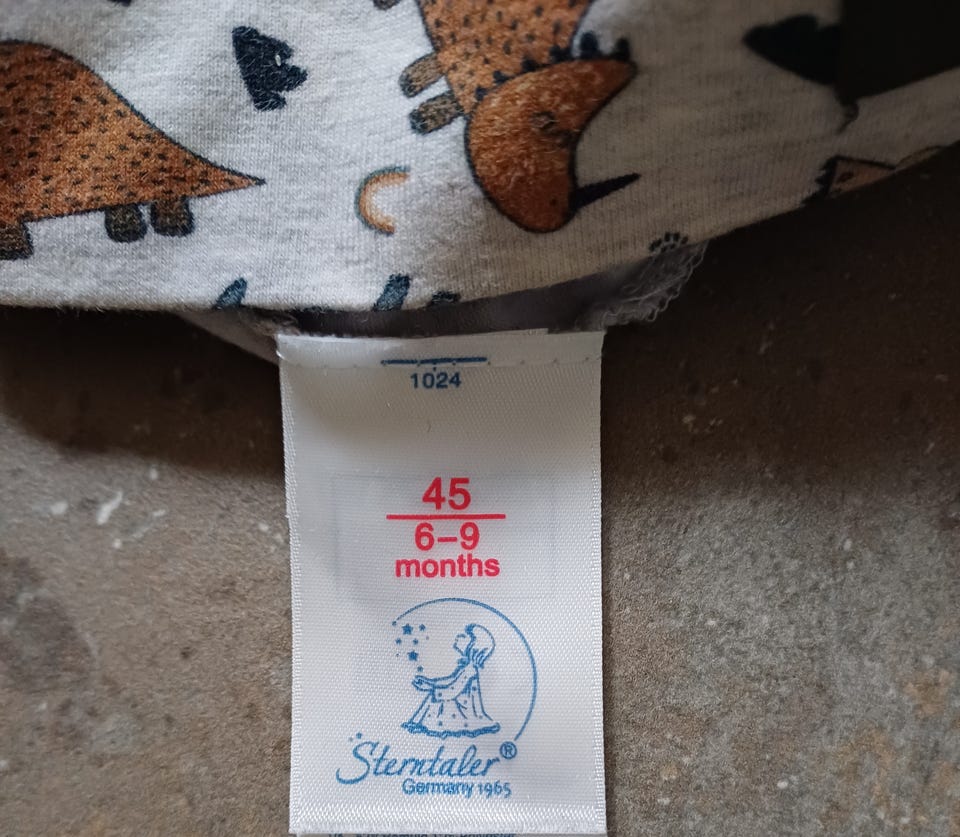 1024
45
6–9
months
Sterntaler®
Germany 1965